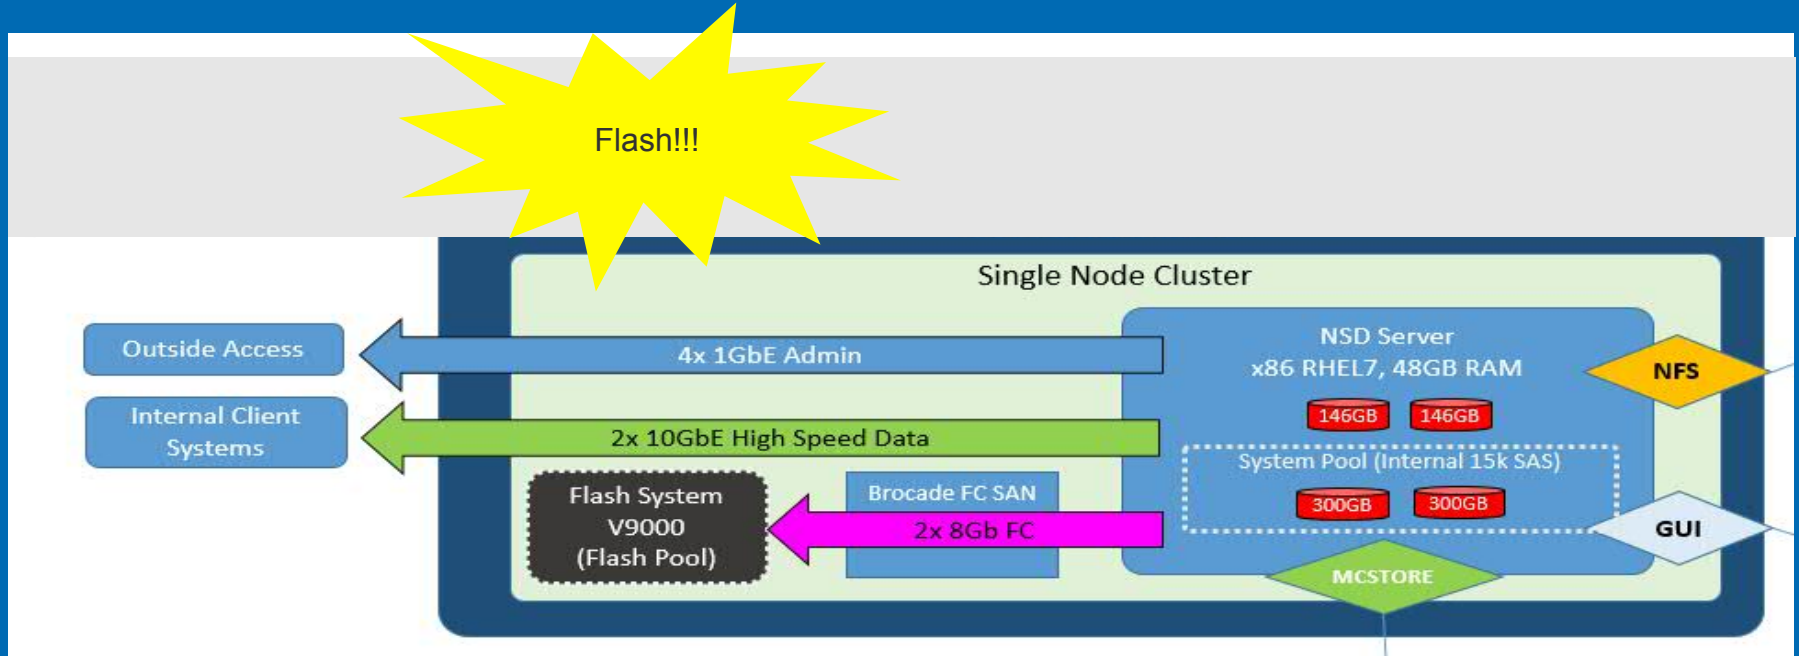 Flash!!!
Single Node Cluster
Outside Access
4x 1GbE Admin
NSD Server
x86 RHEL7, 48GB RAM
NFS
146GB
146GB
Internal Client
Systems
2x 10GbE High Speed Data
System Pool (Internal 15k SAS)
300GB
300GB
Flash System
V9000
(Flash Pool)
Brocade FC SAN
2x 8Gb FC
GUI
MCSTORE